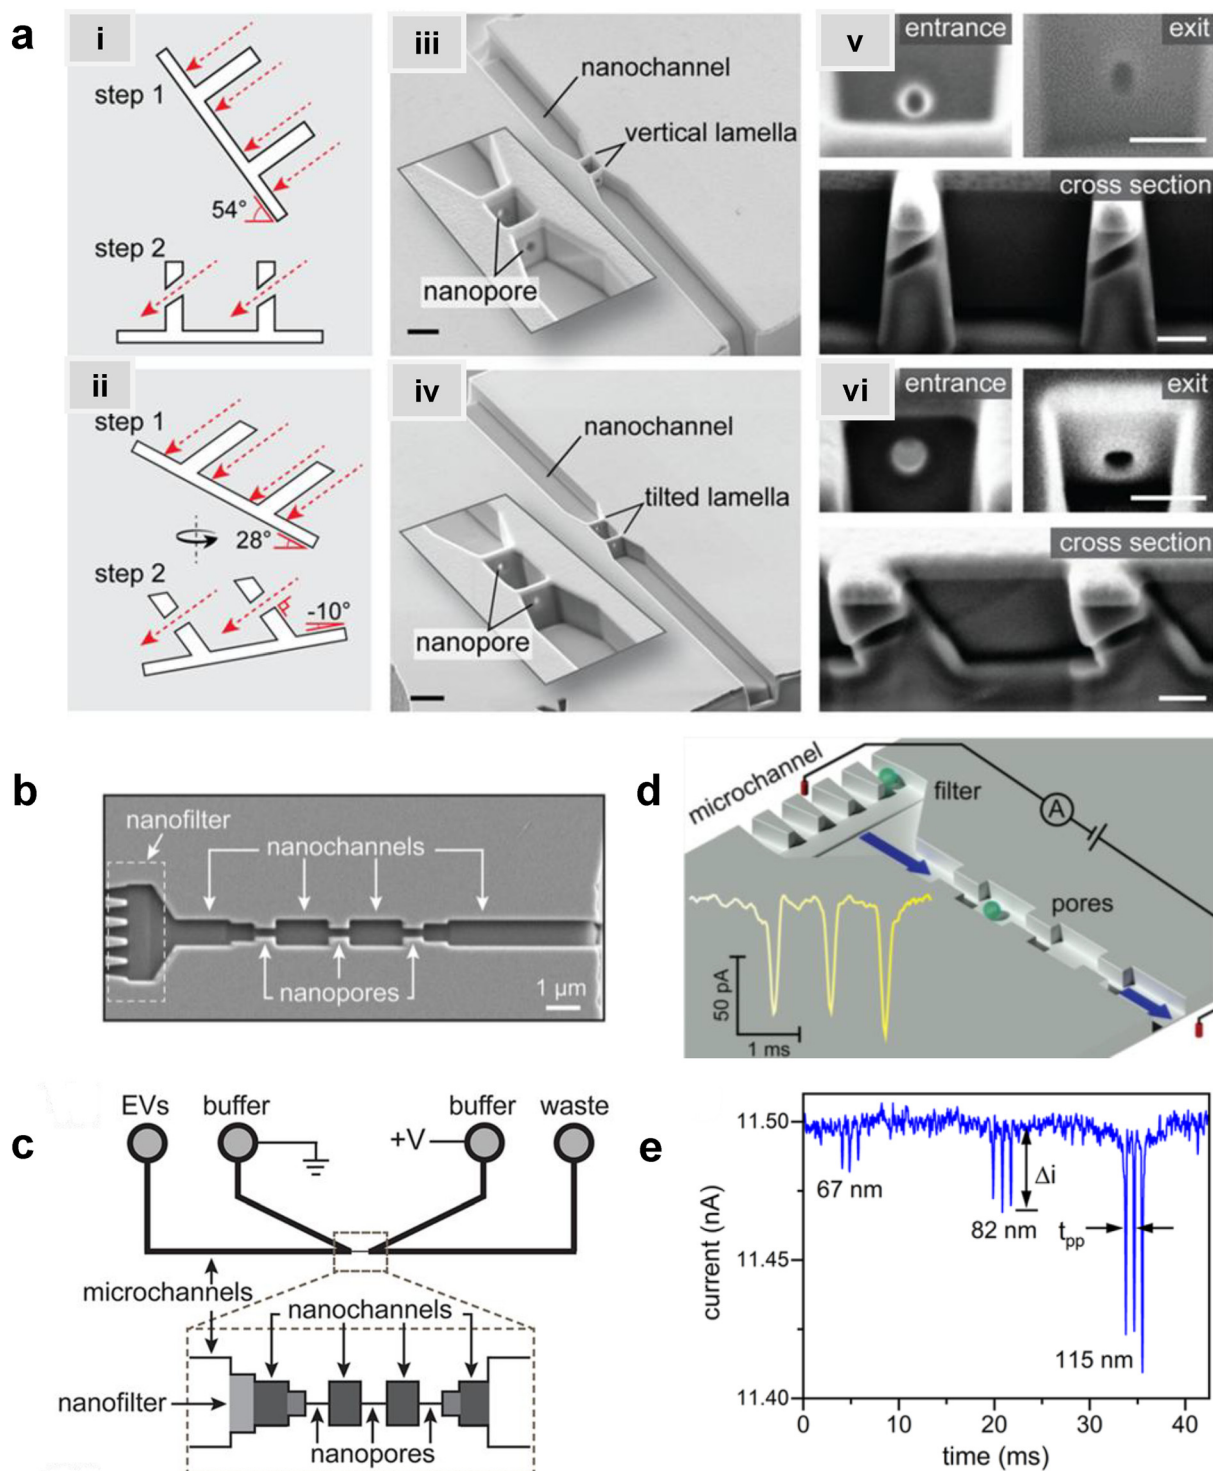 a
i
step 1
54°
step 2
iii
nanochannel
vertical lamella
nanopore
v
entrance
exit
cross section
ii
step 1
28°
step 2
-10°
iv
nanochannel
tilted lamella
nanopore
vi
entrance
exit
cross section
b
nanofilter
nanochannels
nanopores
1 μm
d
microchannel
filter
A
pores
50 pA
1 ms
c
EVs
buffer
buffer
waste
+V
microchannels
nanochannels
nanofilter
nanopores
e
current (nA)
11.50
11.45
11.40
67 nm
82 nm
Δi
tpp
115 nm
0
10
20
30
40
time (ms)